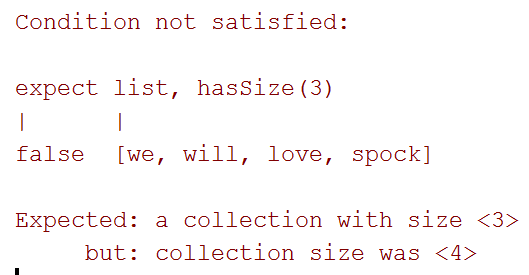 Condition not satisfied:
expect list, hasSize(3)
|      |
false  [we, will, love, spock]
Expected: a collection with size <3>
     but: collection size was <4>